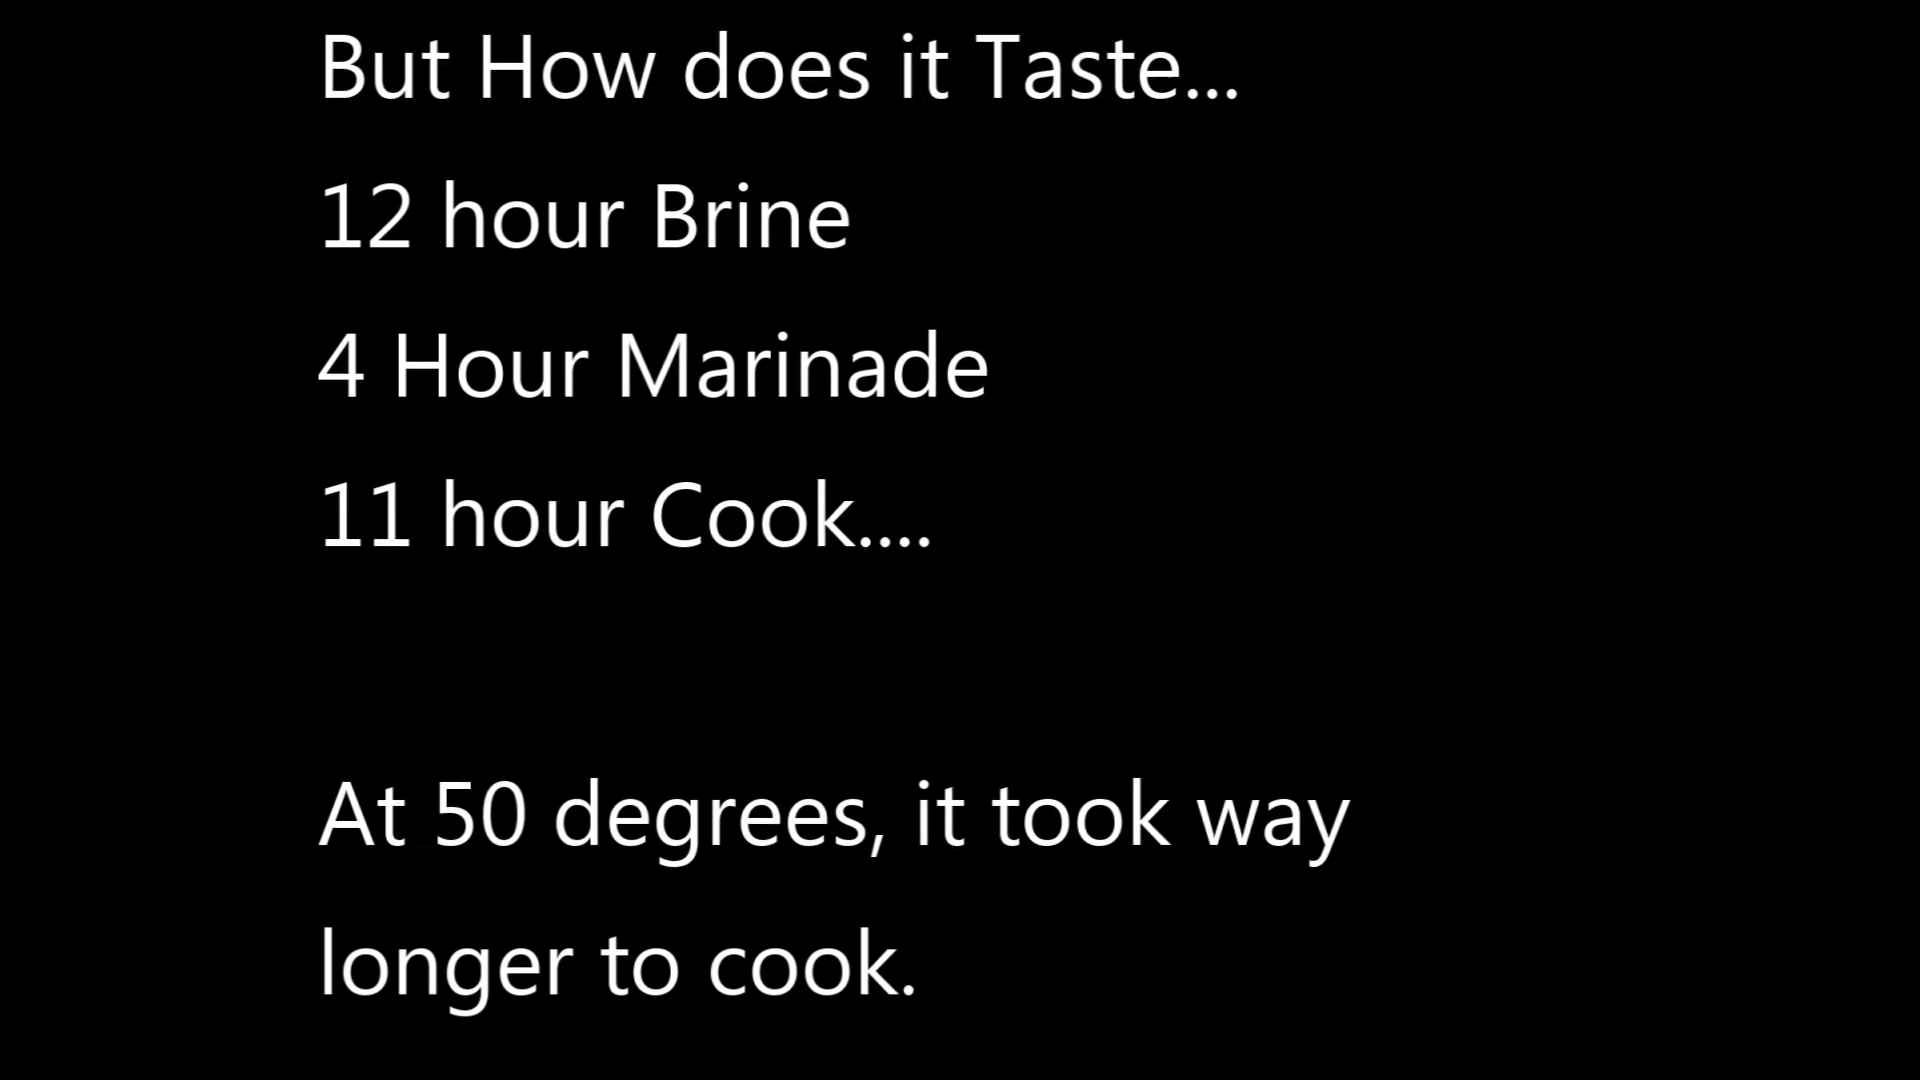 But How does it Taste...
12 hour Brine
4 Hour Marinade
11 hour Cook....
At 50 degrees, it took way
longer to cook.